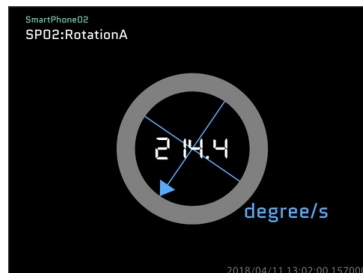 SmartPhone02
SP02:RotationA
214.4
degree/s
2018/04/11 13:02:00.15700